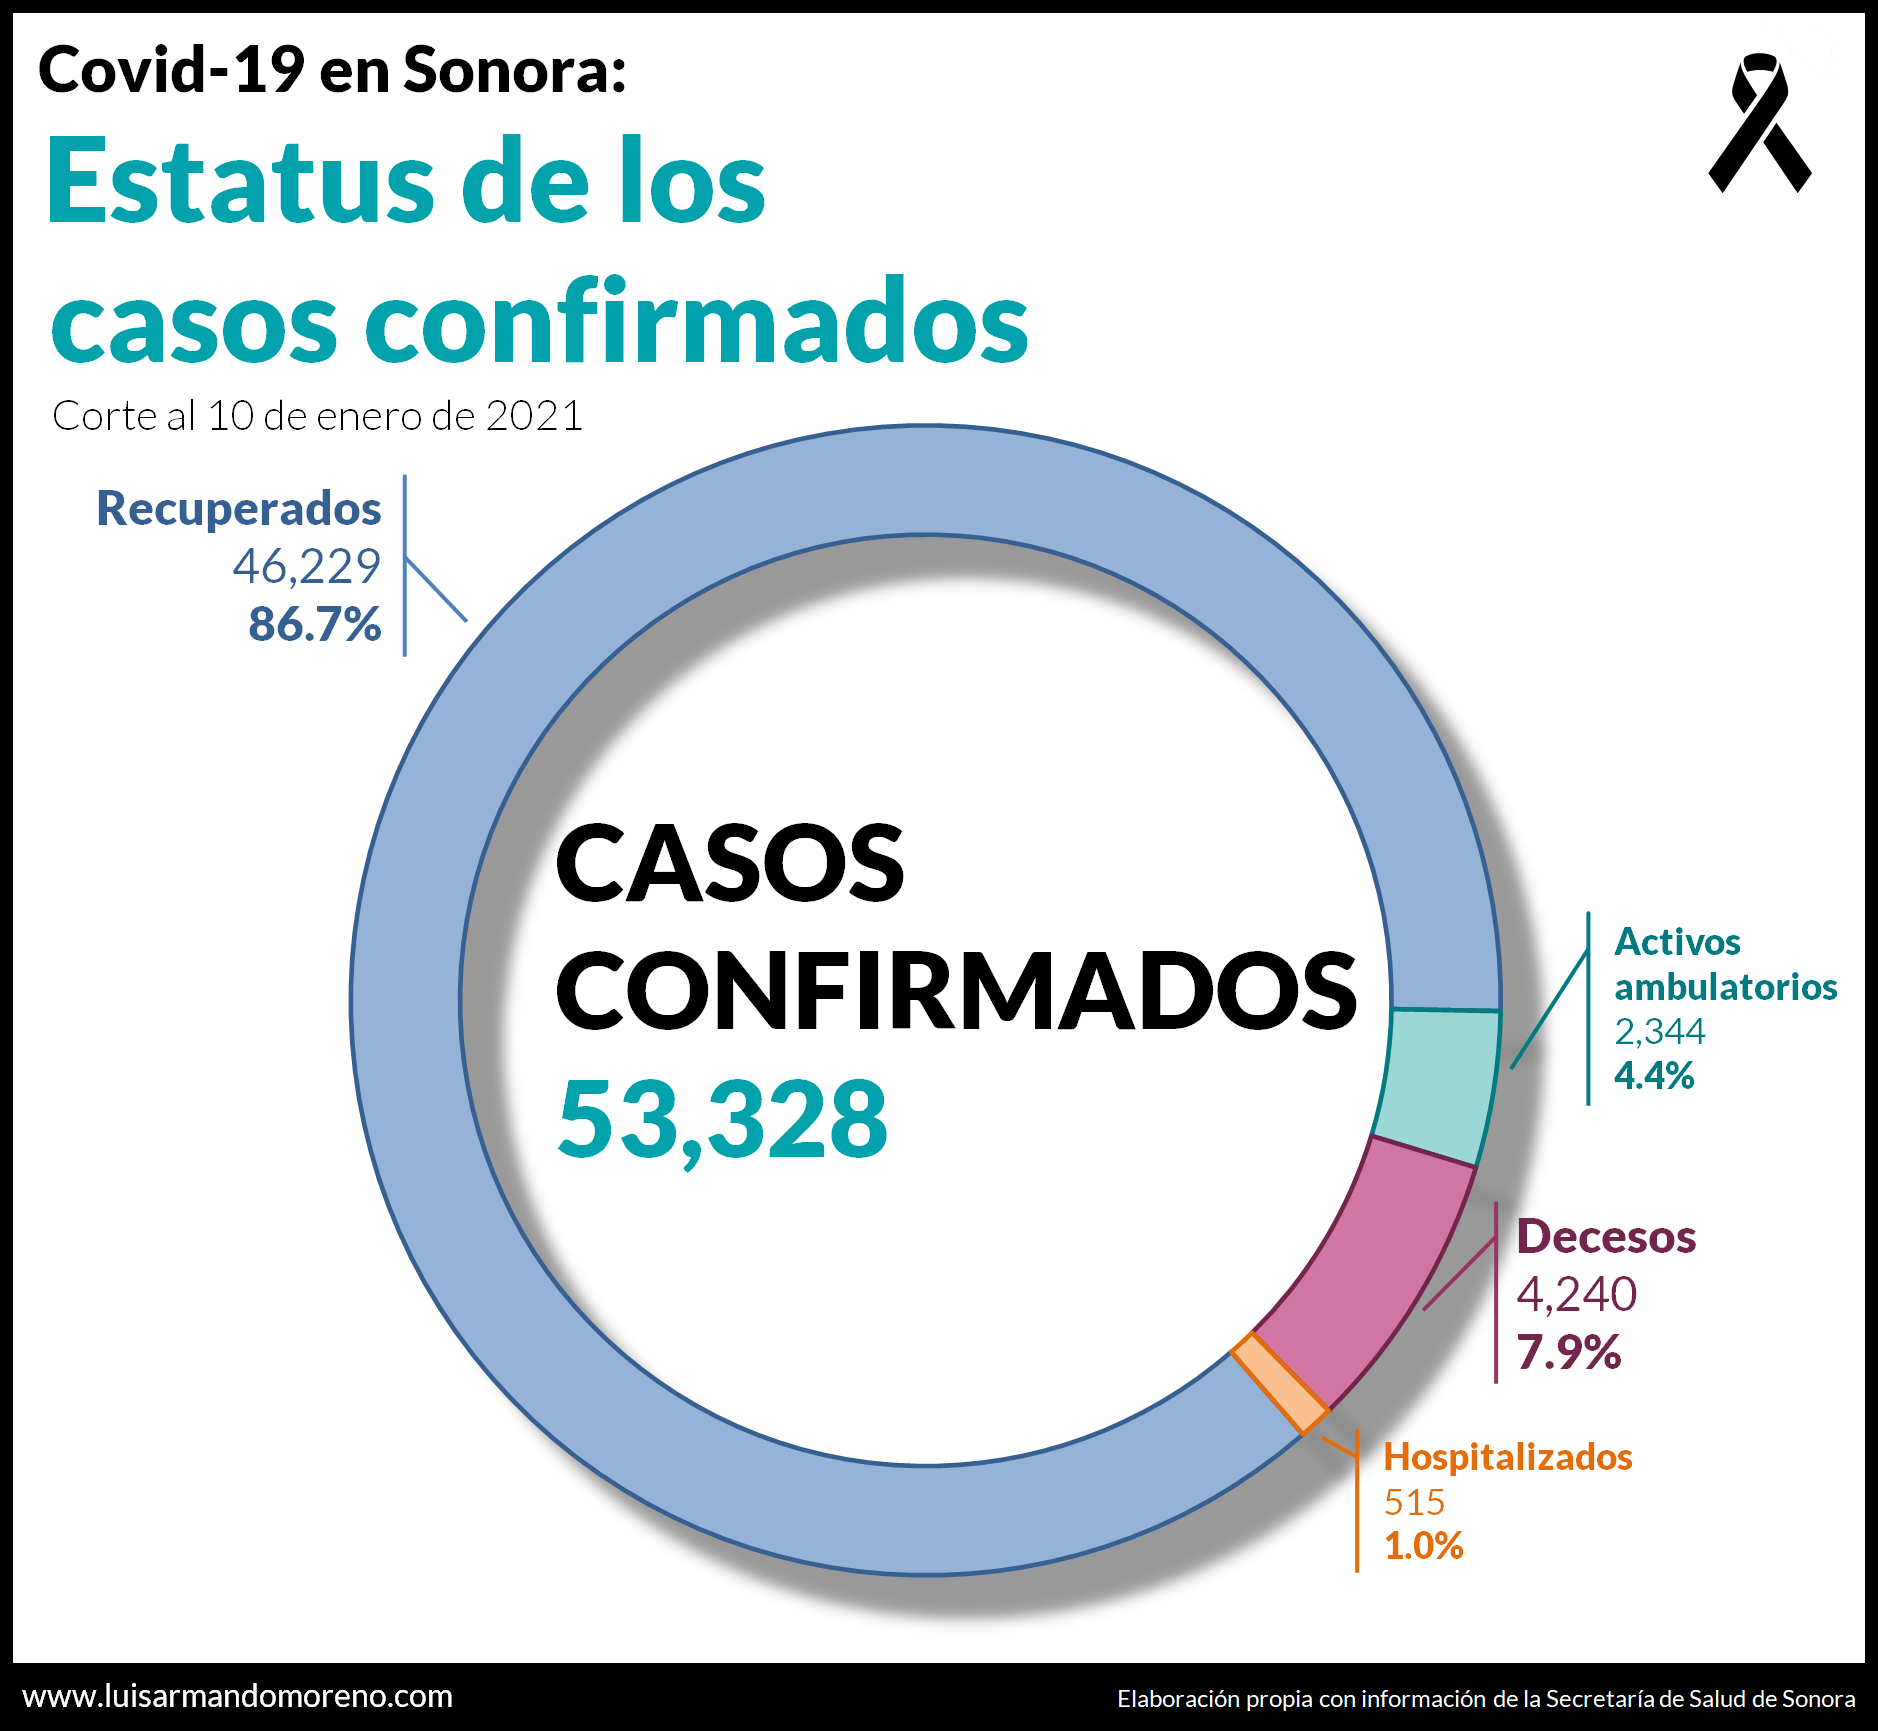 Covid-19 en Sonora:
Estatus de los
casos confirmados
Corte al 10 de enero de 2021
Recuperados
46,229
86.7%
CASOS
CONFIRMADOS
53,328
Activos
ambulatorios
2,344
4.4%
Decesos
4,240
7.9%
Hospitalizados
515
1.0%
www.luisarmandomoreno.com
Elaboración propia con información de la Secretaría de Salud de Sonora